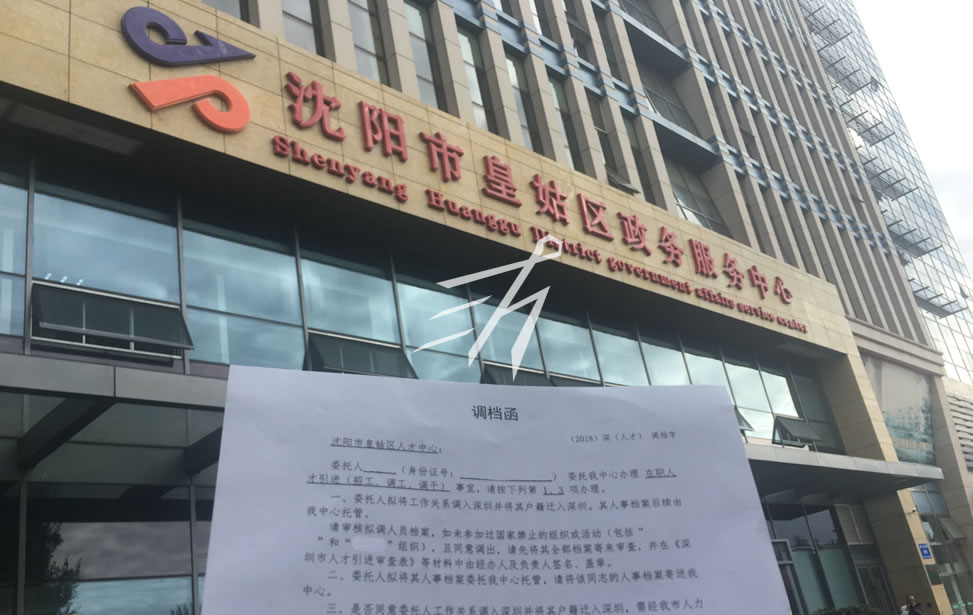 沈阳市皇姑区政务服务中心
Shenyang Huanggu District government affairs service center
调档函
沈阳市皇姑区人才中心:
（2018）深（人才） 调档字
委托人＿＿＿（身份证号:＿＿＿＿＿＿＿＿） 委托我中心办理 在职人
才引进（招工、调工、调干） 事宜, 请按下列第 1、3 项办理。
一、委托人拟将工作关系调入深圳并将其户籍迁入深圳, 其人事档案后续由
我中心托管。
请审核拟调人员档案, 如未参加过国家禁止的组织或活动（包括“
”和“ ”组织）, 且同意调出, 请先将其全部档案寄来审查, 并在《深
圳市人才引进审查表》等材料中由经办人及负责人签名、盖章。
二、委托人拟将其人事档案委托我中心托管, 请将该同志的人事档案寄送我
中心。
三、是否同意委托人工作关系调入深圳并将其户籍迁入深圳, 需经我市人力